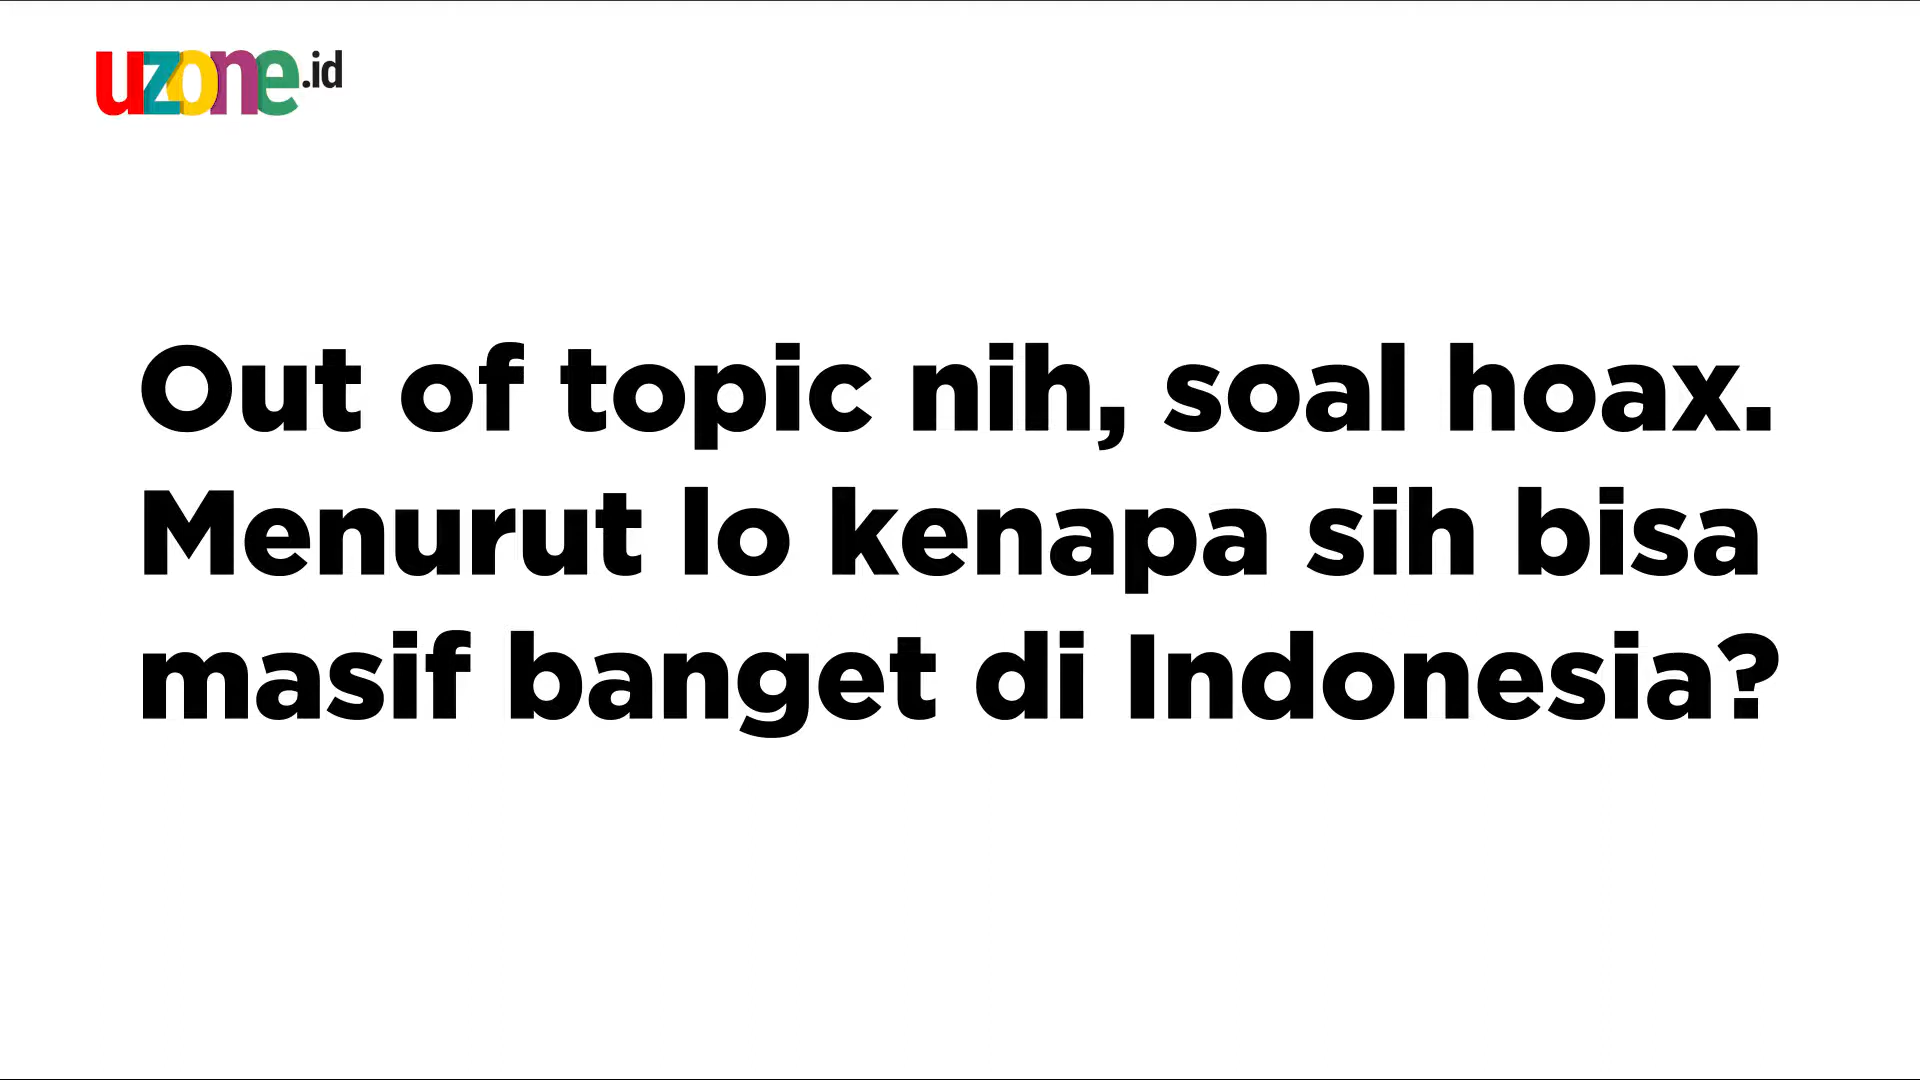 uzone.id
Out of topic nih, soal hoax.
Menurut lo kenapa sih bisa
masif banget di Indonesia?